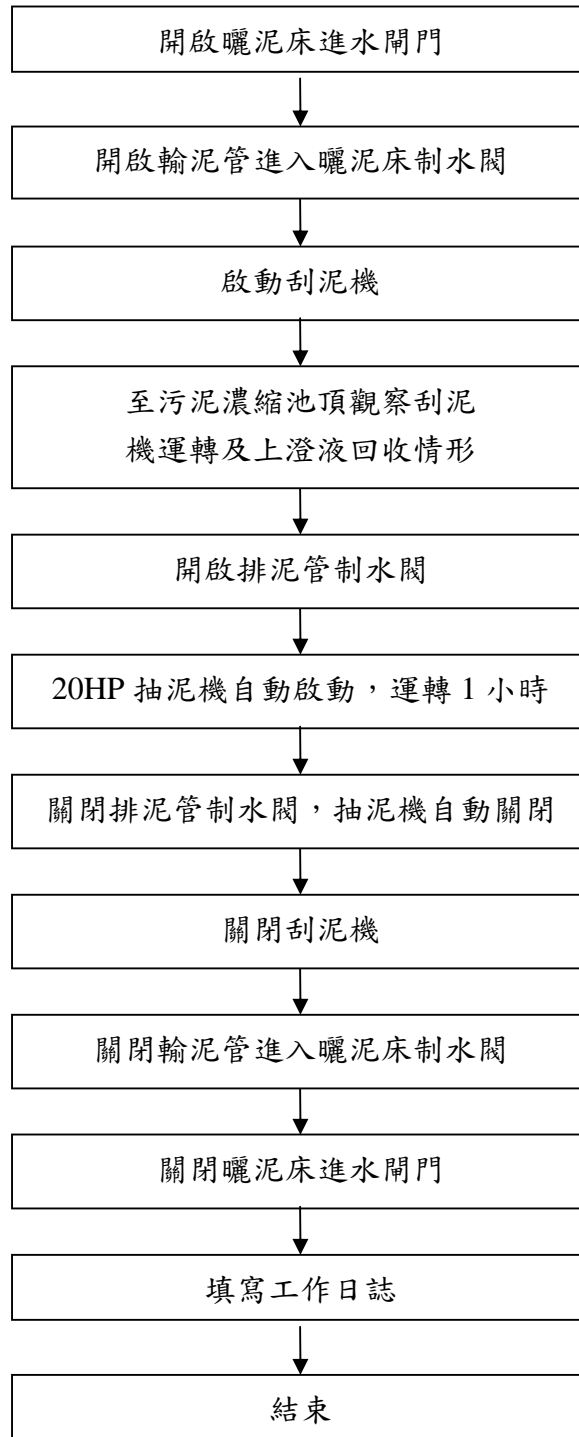 開啟曬泥床進水閘門
開啟輸泥管進入曬泥床制水閥
啟動刮泥機
至污泥濃縮池頂觀察刮泥
機運轉及上澄液回收情形
開啟排泥管制水閥
20HP 抽泥機自動啟動，運轉 1 小時
關閉排泥管制水閥，抽泥機自動關閉
關閉刮泥機
關閉輸泥管進入曬泥床制水閥
關閉曬泥床進水閘門
填寫工作日誌
結束